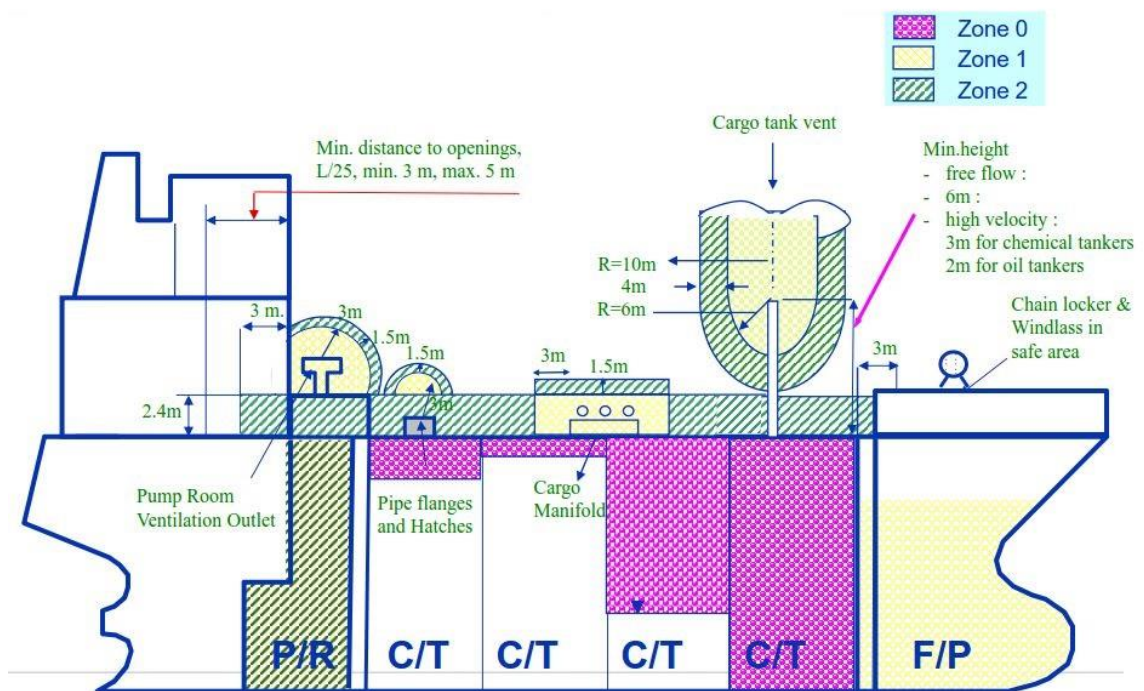 Zone 0
Zone 1
Zone 2
Cargo tank vent
Min. distance to openings,
L/25, min. 3 m, max. 5 m
Min.height
- free flow :
- 6m :
- high velocity :
3m for chemical tankers
2m for oil tankers
R=10m
4m
R=6m
Chain locker &
Windlass in
safe area
3 m.
3m
1.5m
1.5m
3m
1.5m
3m
2.4m
3m
Pump Room
Ventilation Outlet
Pipe flanges
and Hatches
Cargo
Manifold
P/R
C/T
C/T
C/T
C/T
F/P